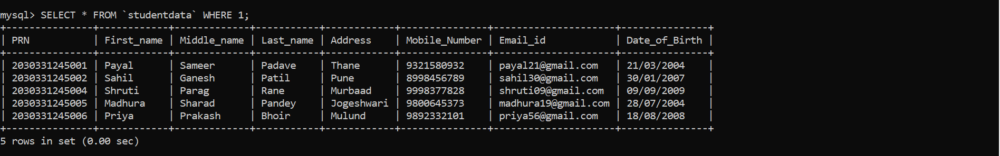 mysql> SELECT * FROM `studentdata` WHERE 1;
+---------------+------------+-------------+-----------+------------+---------------+---------------------+---------------+
| PRN           | First_name | Middle_name | Last_name | Address    | Mobile_Number | Email_id            | Date_of_Birth |
+---------------+------------+-------------+-----------+------------+---------------+---------------------+---------------+
| 2030331245001 | Payal      | Sameer      | Padave    | Thane      | 9321580932    | payal21@gmail.com   | 21/03/2004    |
| 2030331245002 | Sahil      | Ganesh      | Patil     | Pune       | 8998456789    | sahil30@gmail.com   | 30/01/2007    |
| 2030331245004 | Shruti     | Parag       | Rane      | Murbaad    | 9998377828    | shruti09@gmail.com  | 09/09/2009    |
| 2030331245005 | Madhura    | Sharad      | Pandey    | Jogeshwari | 9800645373    | madhura19@gmail.com | 28/07/2004    |
| 2030331245006 | Priya      | Prakash     | Bhoir     | Mulund     | 9892332101    | priya56@gmail.com   | 18/08/2008    |
+---------------+------------+-------------+-----------+------------+---------------+---------------------+---------------+
5 rows in set (0.00 sec)